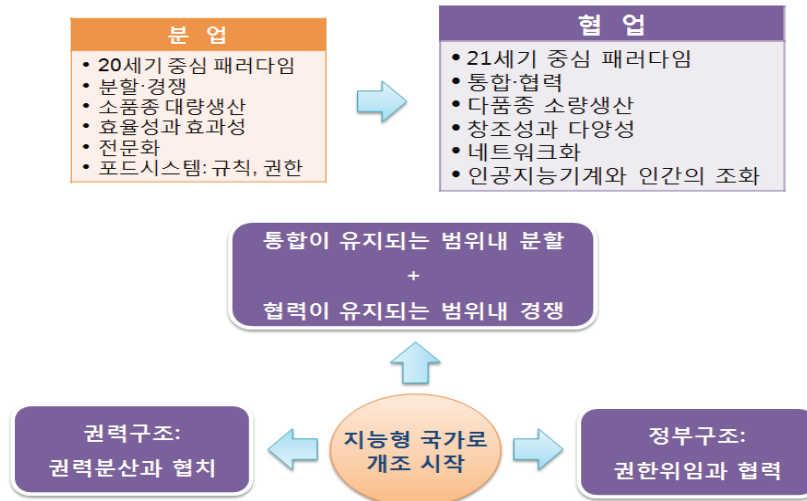 분 업
• 20세기 중심 패러다임
• 분할·경쟁
• 소품종 대량생산
• 효율성과 효과성
• 전문화
• 포드시스템: 규칙, 권한
협 업
• 21세기 중심 패러다임
• 통합·협력
• 다품종 소량생산
• 창조성과 다양성
• 네트워크화
• 인공지능기계와 인간의 조화
통합이 유지되는 범위내 분할
+
협력이 유지되는 범위내 경쟁
권력구조:
권력분산과 협치
지능형 국가로
개조 시작
정부구조:
권한위임과 협력